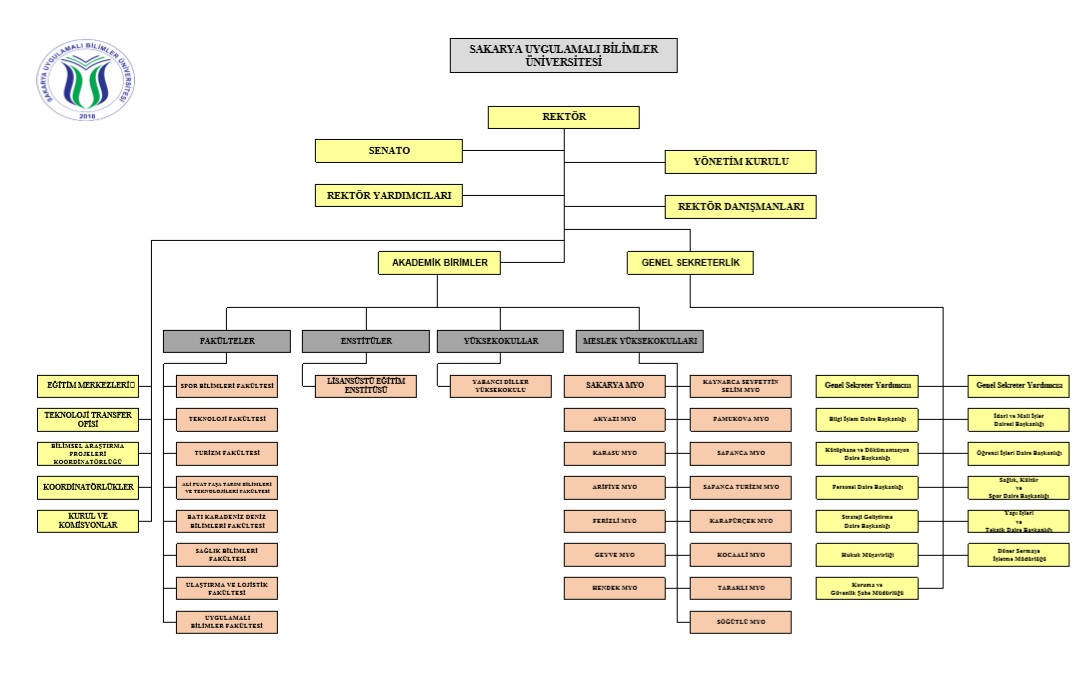 SAKARYA UYGULAMALI BİLİMLER ÜNİVERSİTESİ
2018
SAKARYA UYGULAMALI BİLİMLER
ÜNİVERSİTESİ
REKTÖR
SENATO
YÖNETİM KURULU
REKTÖR YARDIMCILARI
REKTÖR DANIŞMANLARI
AKADEMİK BİRİMLER
GENEL SEKRETERLİK
FAKÜLTELER
ENSTİTÜLER
YÜKSEKOKULLAR
MESLEK YÜKSEKOKULLARI
EĞİTİM MERKEZLERİ
TEKNOLOJİ TRANSFER
OFİSİ
BİLİMSEL ARAŞTIRMA
PROJELERİ
KOORDİNATÖRLÜĞÜ
KOORDİNATÖRLÜKLER
KURUL VE
KOMİSYONLAR
SPOR BİLİMLERİ FAKÜLTESİ
TEKNOLOJİ FAKÜLTESİ
TURİZM FAKÜLTESİ
ALİ FUAT PAŞA TARIM BİLİMLERİ
VE TEKNOLOJİLERİ FAKÜLTESİ
BATI KARADENİZ DENİZ
BİLİMLERİ FAKÜLTESİ
SAĞLIK BİLİMLERİ
FAKÜLTESİ
ULAŞTIRMA VE LOJİSTİK
FAKÜLTESİ
UYGULAMALI
BİLİMLER FAKÜLTESİ
LİSANSÜSTÜ EĞİTİM
ENSTİTÜSÜ
YABANCI DİLLER
YÜKSEKOKULU
SAKARYA MYO
AKYAZI MYO
KARASU MYO
ARİFİYE MYO
FERİZLİ MYO
GEYVE MYO
HENDEK MYO
KAYNARCA SEYFETTİN
SELİM MYO
PAMUKOVA MYO
SAPANCA MYO
SAPANCA TURİZM MYO
KARAPÜRÇEK MYO
KOCAALİ MYO
TARAKLI MYO
SÖĞÜTLÜ MYO
Genel Sekreter Yardımcısı
Bilgi İşlem Daire Başkanlığı
Kütüphane ve Dökümantasyon
Daire Başkanlığı
Personel Daire Başkanlığı
Strateji Geliştirme
Daire Başkanlığı
Hukuk Müşavirliği
Koruma ve
Güvenlik Şube Müdürlüğü
Genel Sekreter Yardımcısı
İdari ve Mali İşler
Dairesi Başkanlığı
Öğrenci İşleri Daire Başkanlığı
Sağlık, Kültür
ve
Spor Daire Başkanlığı
Yapı İşleri
ve
Teknik Daire Başkanlığı
Döner Sermaye
İşletme Müdürlüğü